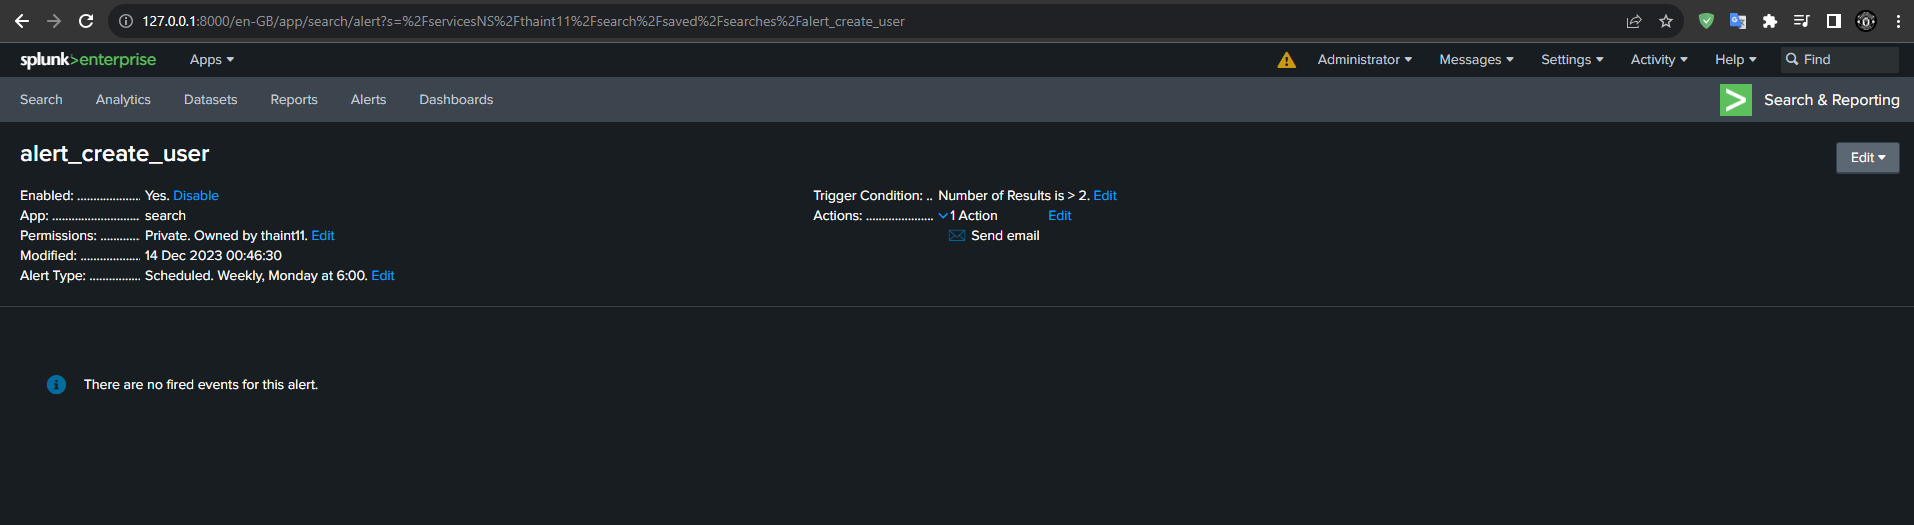 127.0.0.1:8000/en-GB/app/search/alert?s=%2FservicesNS%2Fthaint11%2Fsearch%2Fsaved%2Fsearches%2Falert_create_user
splunk>enterprise Apps Administrator Messages Settings Activity Help Find
Search Analytics Datasets Reports Alerts Dashboards Search & Reporting
alert_create_user
Edit
Enabled: .................... Yes. Disable
App: ........................... search
Permissions: ............ Private. Owned by thaint11. Edit
Modified: .................. 14 Dec 2023 00:46:30
Alert Type: ................ Scheduled. Weekly, Monday at 6:00. Edit
Trigger Condition: .. Number of Results is > 2. Edit
Actions: ..................... 1 Action Edit
Send email
There are no fired events for this alert.